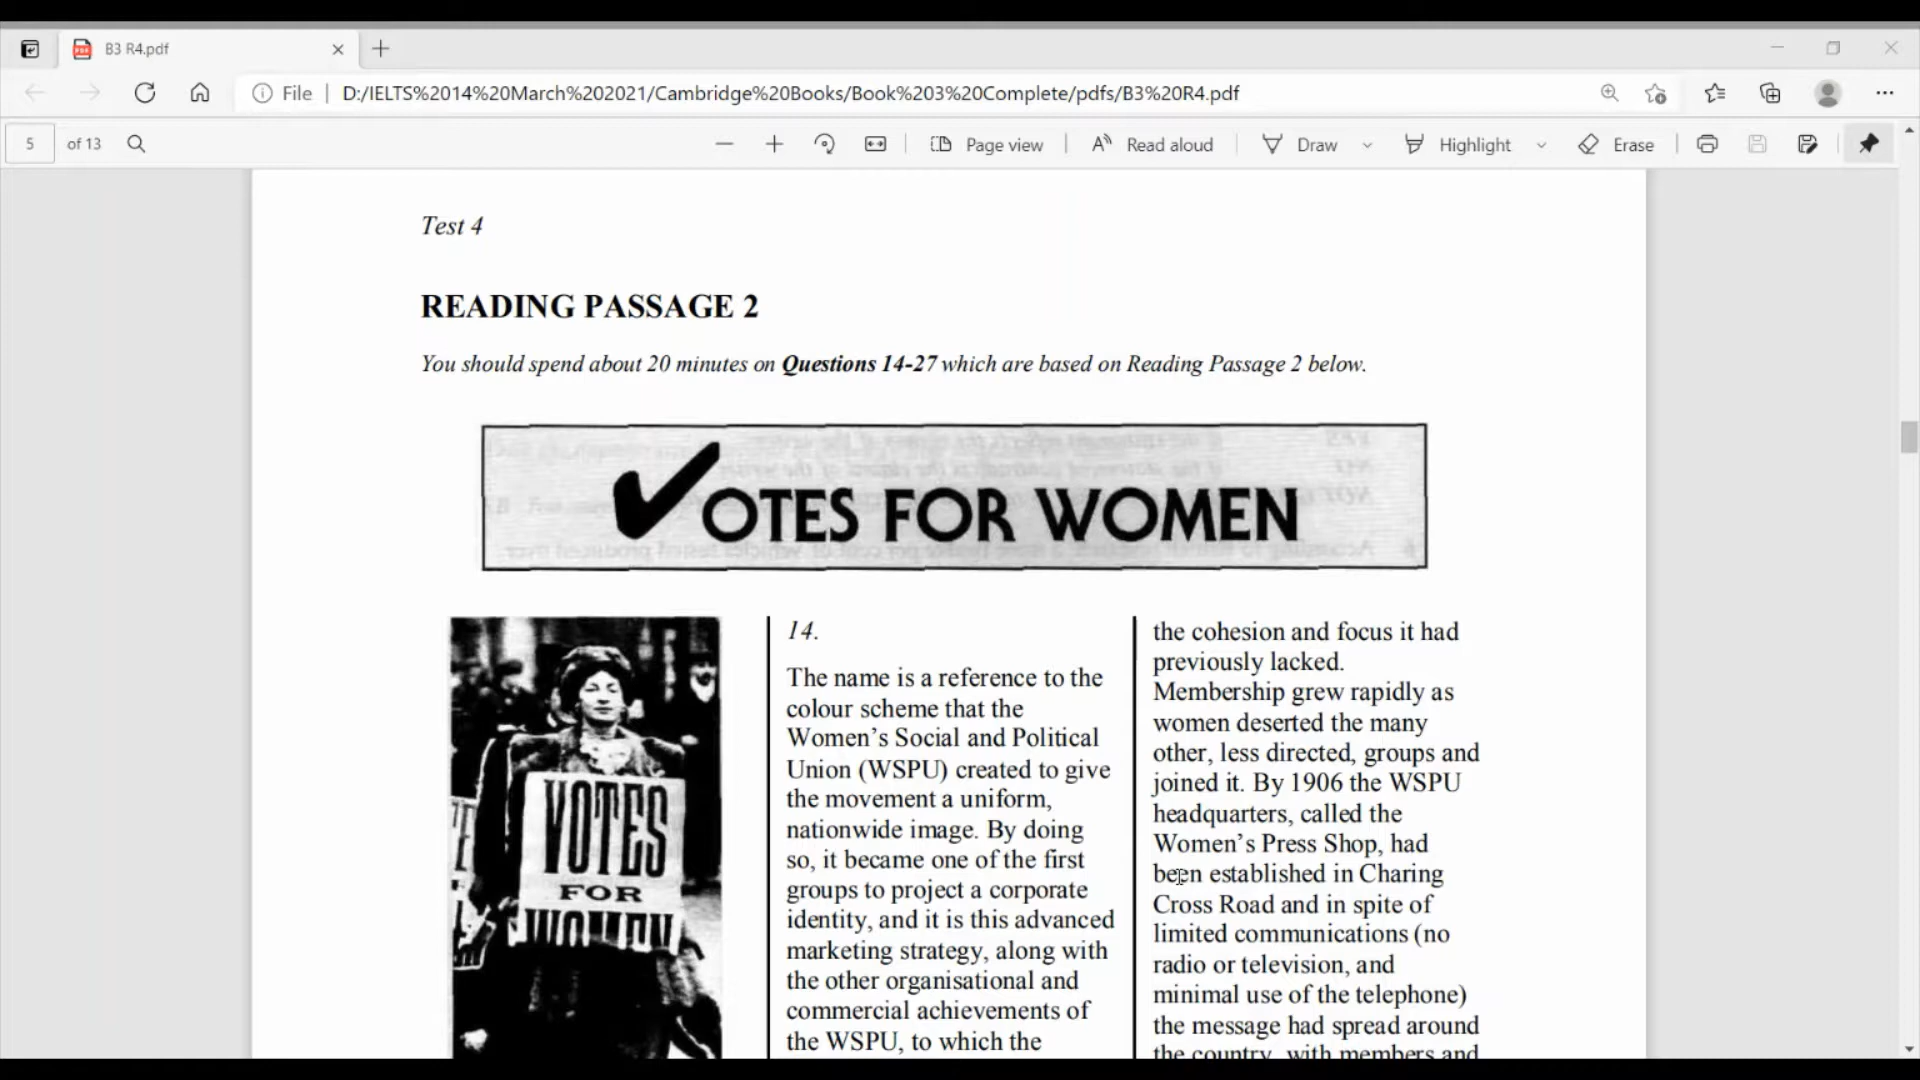 B3 R4.pdf
File
D:/IELTS%2014%20March%202021/Cambridge%20Books/Book%203%20Complete/pdfs/B3%20R4.pdf
5 of 13
Page view
Read aloud
Draw
Highlight
Erase
Test 4
READING PASSAGE 2
You should spend about 20 minutes on Questions 14-27 which are based on Reading Passage 2 below.
✓OTES FOR WOMEN
VOTES
FOR
WOMEN
14.
The name is a reference to the
colour scheme that the
Women's Social and Political
Union (WSPU) created to give
the movement a uniform,
nationwide image. By doing
so, it became one of the first
groups to project a corporate
identity, and it is this advanced
marketing strategy, along with
the other organisational and
commercial achievements of
the WSPU, to which the
the cohesion and focus it had
previously lacked.
Membership grew rapidly as
women deserted the many
other, less directed, groups and
joined it. By 1906 the WSPU
headquarters, called the
Women's Press Shop, had
been established in Charing
Cross Road and in spite of
limited communications (no
radio or television, and
minimal use of the telephone)
the message had spread around
the country, with members and